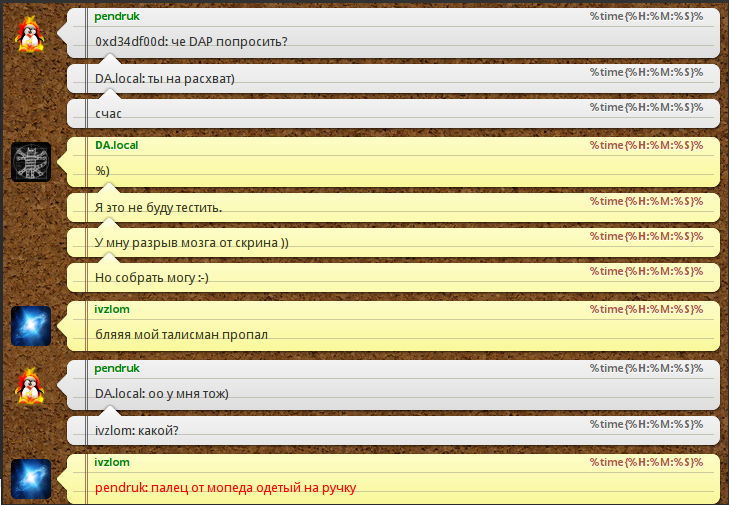 pendruk %time{%H:%M:%S}%
0xd34df00d: че DAP попросить?
%time{%H:%M:%S}%
DA.local: ты на расхват)
%time{%H:%M:%S}%
счас
DA.local %time{%H:%M:%S}%
%)
%time{%H:%M:%S}%
Я это не буду тестить.
%time{%H:%M:%S}%
У мну разрыв мозга от скрина ))
%time{%H:%M:%S}%
Но собрать могу :-)
ivzlom %time{%H:%M:%S}%
бляяя мой талисман пропал
pendruk %time{%H:%M:%S}%
DA.local: оо у мня тож)
%time{%H:%M:%S}%
ivzlom: какой?
ivzlom %time{%H:%M:%S}%
pendruk: палец от мопеда одетый на ручку